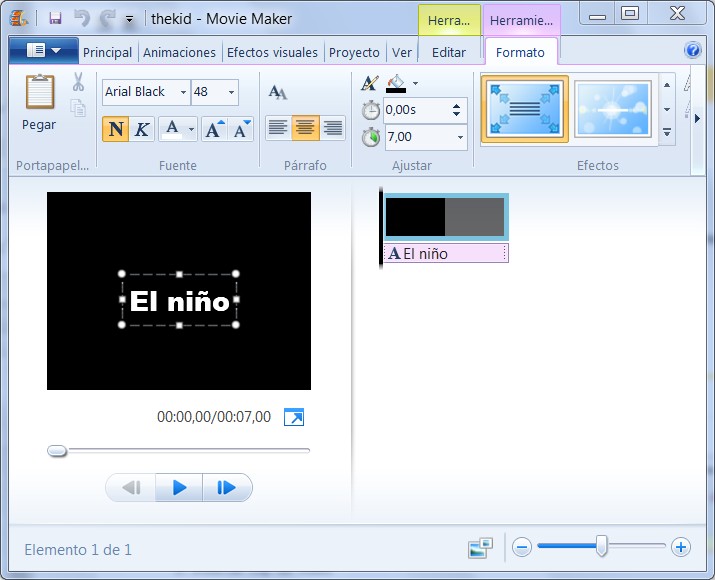 thekid - Movie Maker
Herra...
Herramie...
Principal
Animaciones
Efectos visuales
Proyecto
Ver
Editar
Formato
Pegar
Portapapel...
Arial Black
48
N K A A A
Fuente
AA
Párrafo
0,00s
7,00
Ajustar
Efectos
El niño
A El niño
00:00,00/00:07,00
Elemento 1 de 1